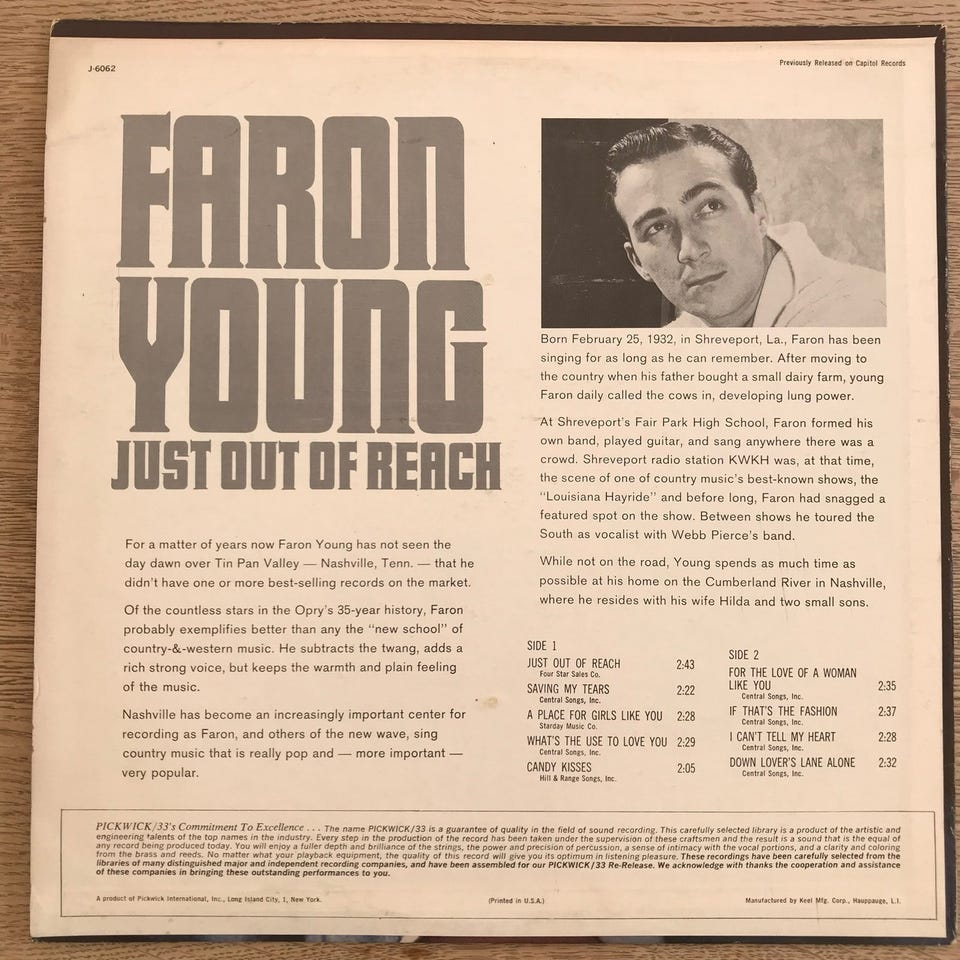 J-6062
Previously Released on Capitol Records
FARON
YOUNG
JUST OUT OF REACH
For a matter of years now Faron Young has not seen the
day dawn over Tin Pan Valley — Nashville, Tenn. — that he
didn't have one or more best-selling records on the market.
Of the countless stars in the Opry's 35-year history, Faron
probably exemplifies better than any the "new school" of
country-&-western music. He subtracts the twang, adds a
rich strong voice, but keeps the warmth and plain feeling
of the music.
Nashville has become an increasingly important center for
recording as Faron, and others of the new wave, sing
country music that is really pop and — more important —
very popular.
Born February 25, 1932, in Shreveport, La., Faron has been
singing for as long as he can remember. After moving to
the country when his father bought a small dairy farm, young
Faron daily called the cows in, developing lung power.
At Shreveport's Fair Park High School, Faron formed his
own band, played guitar, and sang anywhere there was a
crowd. Shreveport radio station KWKH was, at that time,
the scene of one of country music's best-known shows, the
"Louisiana Hayride" and before long, Faron had snagged a
featured spot on the show. Between shows he toured the
South as vocalist with Webb Pierce's band.
While not on the road, Young spends as much time as
possible at his home on the Cumberland River in Nashville,
where he resides with his wife Hilda and two small sons.
SIDE 1
JUST OUT OF REACH 2:43
Four Star Sales Co.
SAVING MY TEARS 2:22
Central Songs, Inc.
A PLACE FOR GIRLS LIKE YOU 2:28
Starday Music Co.
WHAT'S THE USE TO LOVE YOU 2:29
Central Songs, Inc.
CANDY KISSES 2:05
Hill & Range Songs, Inc.
SIDE 2
FOR THE LOVE OF A WOMAN
LIKE YOU 2:35
Central Songs, Inc.
IF THAT'S THE FASHION 2:37
Central Songs, Inc.
I CAN'T TELL MY HEART 2:28
Central Songs, Inc.
DOWN LOVER'S LANE ALONE 2:32
Central Songs, Inc.
PICKWICK/33's Commitment To Excellence . . . The name PICKWICK/33 is a guarantee of quality in the field of sound recording. This carefully selected library is a product of the artistic and
engineering talents of the top names in the industry. Every step in the production of the record has been taken under the supervision of these craftsmen and the result is a sound that is the equal of
any record being produced today. You will enjoy a fuller depth and brilliance of the strings, the power and precision of percussion, a sense of intimacy with the vocal portions, and a clarity and coloring
from the brass and reeds. No matter what your playback equipment, the quality of this record will give you its optimum in listening pleasure. These recordings have been carefully selected from the
libraries of many distinguished major and independent recording companies, and have been assembled for our PICKWICK/33 Re-Release. We acknowledge with thanks the cooperation and assistance
of these companies in bringing these outstanding performances to you.
A product of Pickwick International, Inc., Long Island City, 1, New York.
(Printed in U.S.A.)
Manufactured by Keel Mfg. Corp., Hauppauge, L.I.